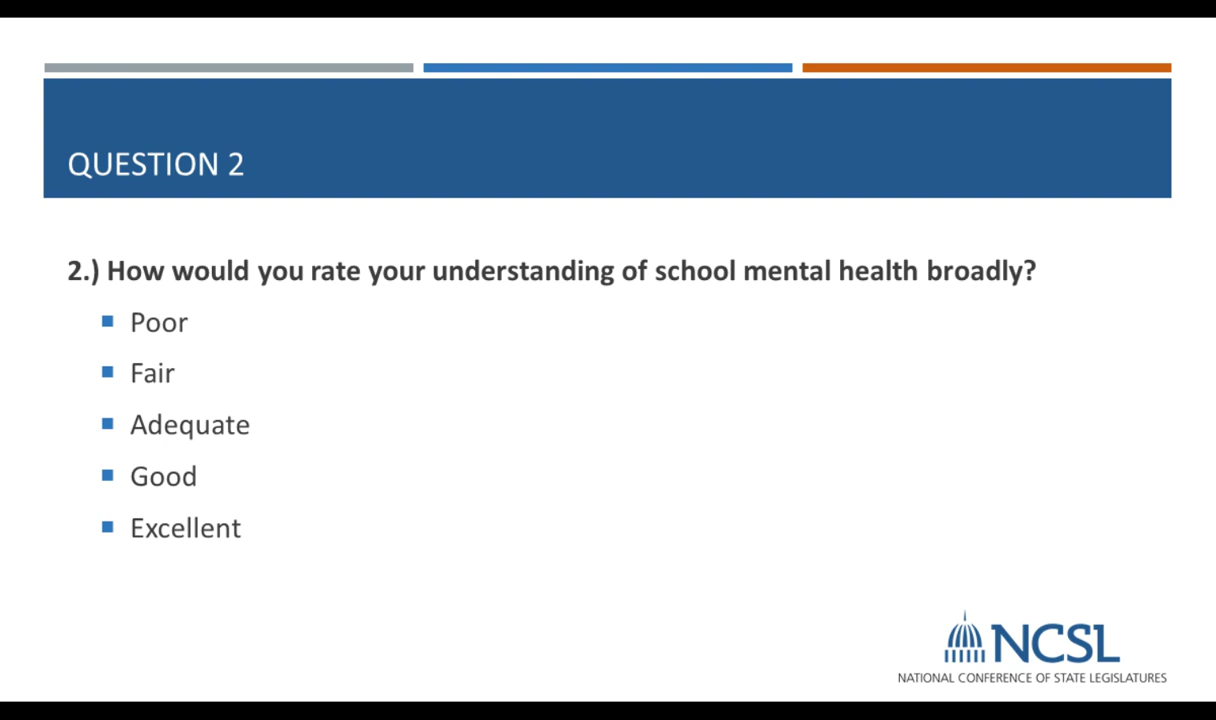 QUESTION 2
2.) How would you rate your understanding of school mental health broadly?
Poor
Fair
Adequate
Good
Excellent
NCSL
NATIONAL CONFERENCE OF STATE LEGISLATURES